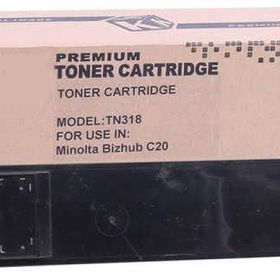 PREMIUM
TONER CARTRIDGE
TONER CARTRIDGE
MODEL:TN318
FOR USE IN:
Minolta Bizhub C20